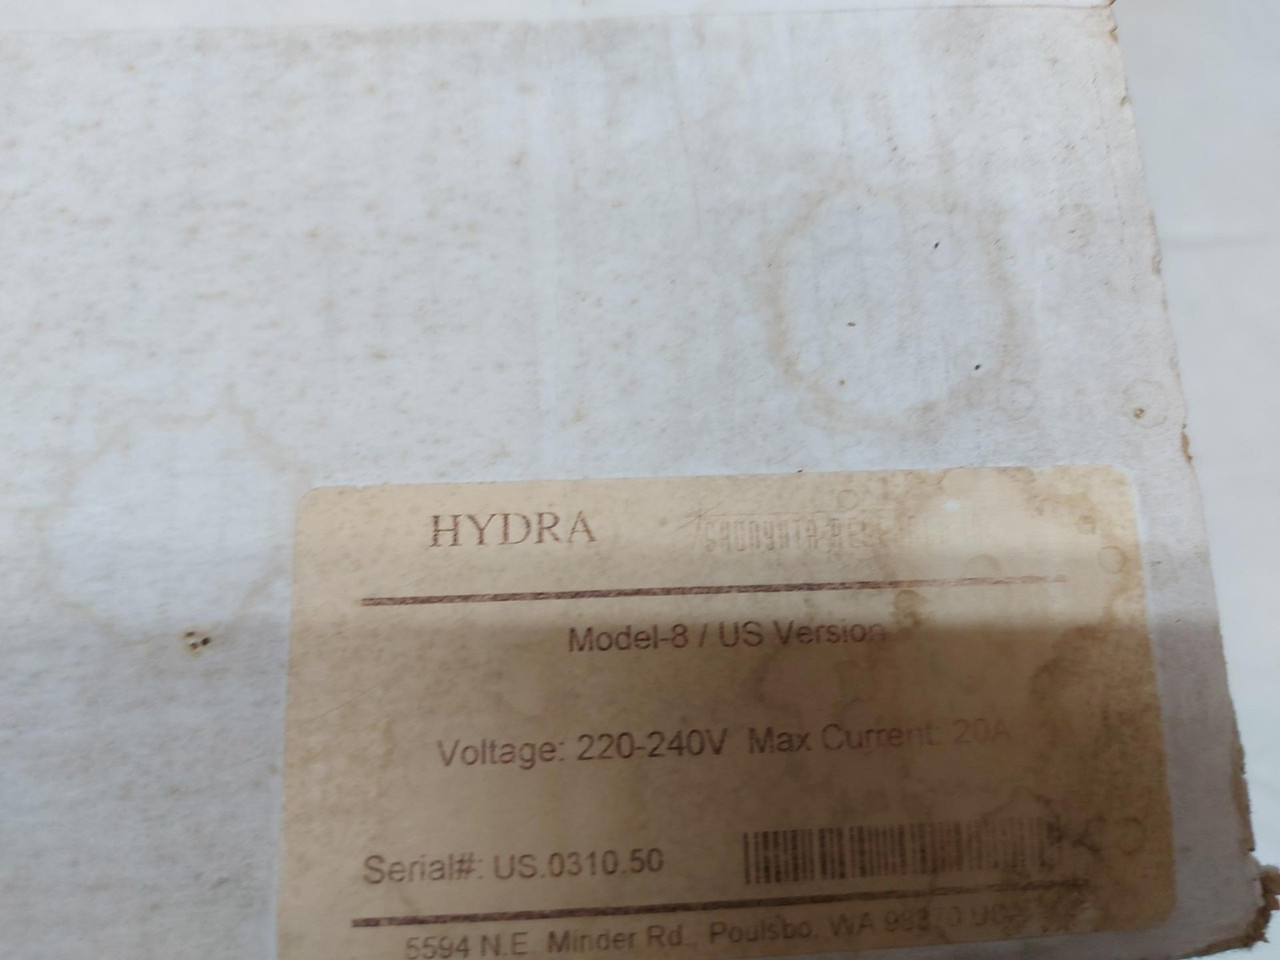 HYDRA
Model-8 / US Version
Voltage: 220-240V Max Current: 20A
Serial#: US.0310.50
5594 N.E. Minder Rd., Poulsbo, WA 98370